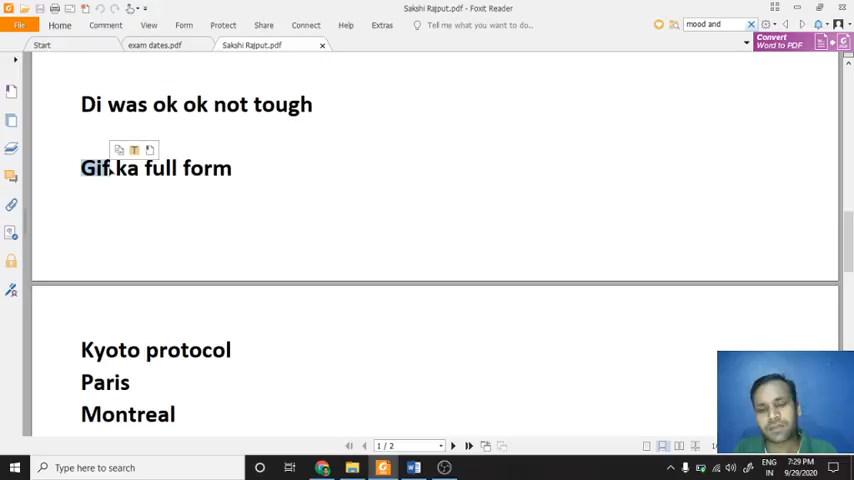 Sakshi Rajput.pdf - Foxit Reader
File Home Comment View Form Protect Share Connect Help Extras Tell me what you want to do... mood and
Start exam dates.pdf Sakshi Rajput.pdf
Convert
Word to PDF
Di was ok ok not tough
Gif ka full form
Kyoto protocol
Paris
Montreal
1 / 2
Type here to search
ENG
IN
7:29 PM
9/29/2020